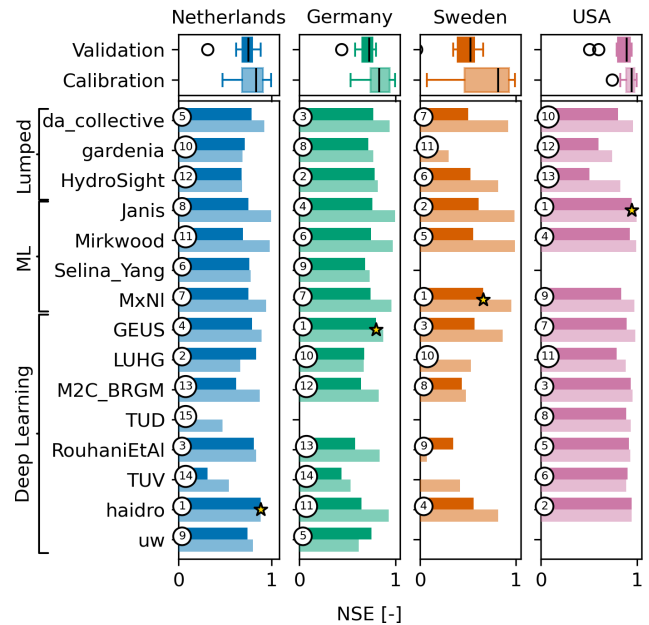 Netherlands Germany Sweden USA
Validation
Calibration
da_collective 5 3 7 10
gardenia 10 8 11 12
HydroSight 12 2 6 13
Janis 8 4 2 1
Mirkwood 11 6 5 4
Selina_Yang 6 9
MxNl 7 7 1 9
GEUS 4 1 3 7
LUHG 2 10 10 11
M2C_BRGM 13 12 8 3
TUD 15 8
RouhaniEtAl 3 13 9 5
TUV 14 14 6
haidro 1 11 4 2
uw 9 5
Lumped
ML
Deep Learning
0 1 0 1 0 1 0 1
NSE [-]